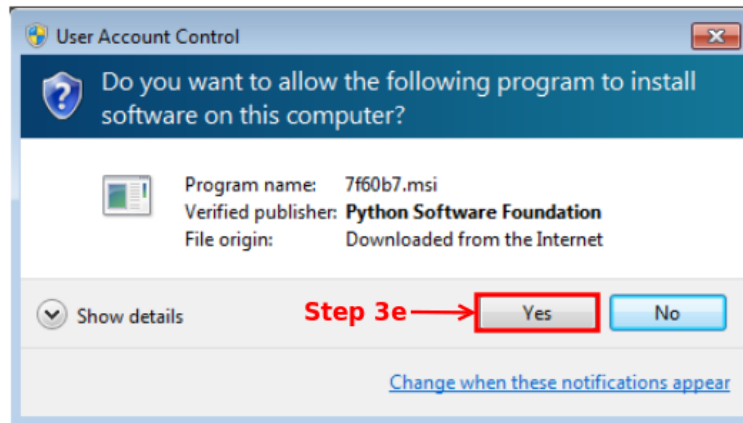 User Account Control
Do you want to allow the following program to install
software on this computer?
Program name: 7f60b7.msi
Verified publisher: Python Software Foundation
File origin: Downloaded from the Internet
Show details Step 3e Yes No
Change when these notifications appear